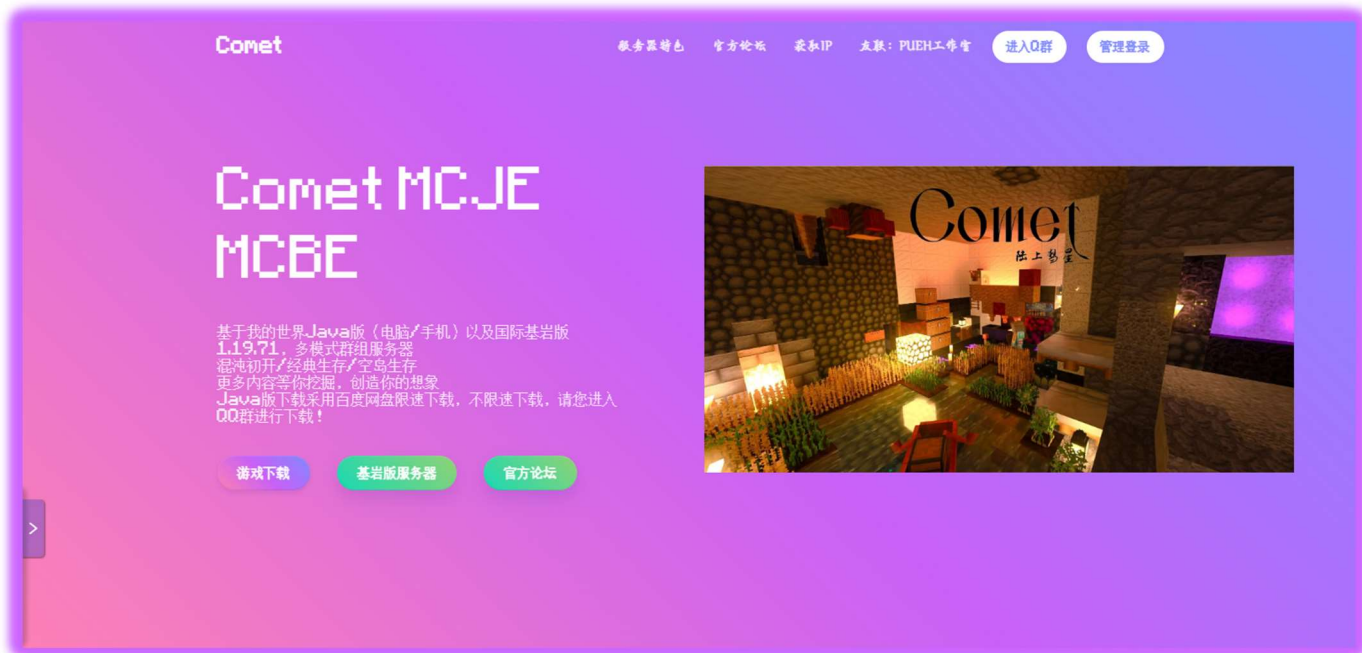 Comet
服务器特色 官方论坛 获取IP 友联：PUEH工作室 进入Q群 管理登录
Comet MCJE
MCBE
Comet
陆上彗星
基于我的世界Java版（电脑/手机）以及国际基岩版
1.19.71，多模式群组服务器
混沌初开/经典生存/空岛生存
更多内容等你挖掘，创造你的想象
Java版下载采用百度网盘限速下载，不限速下载，请您进入
QQ群进行下载！
游戏下载 基岩版服务器 官方论坛